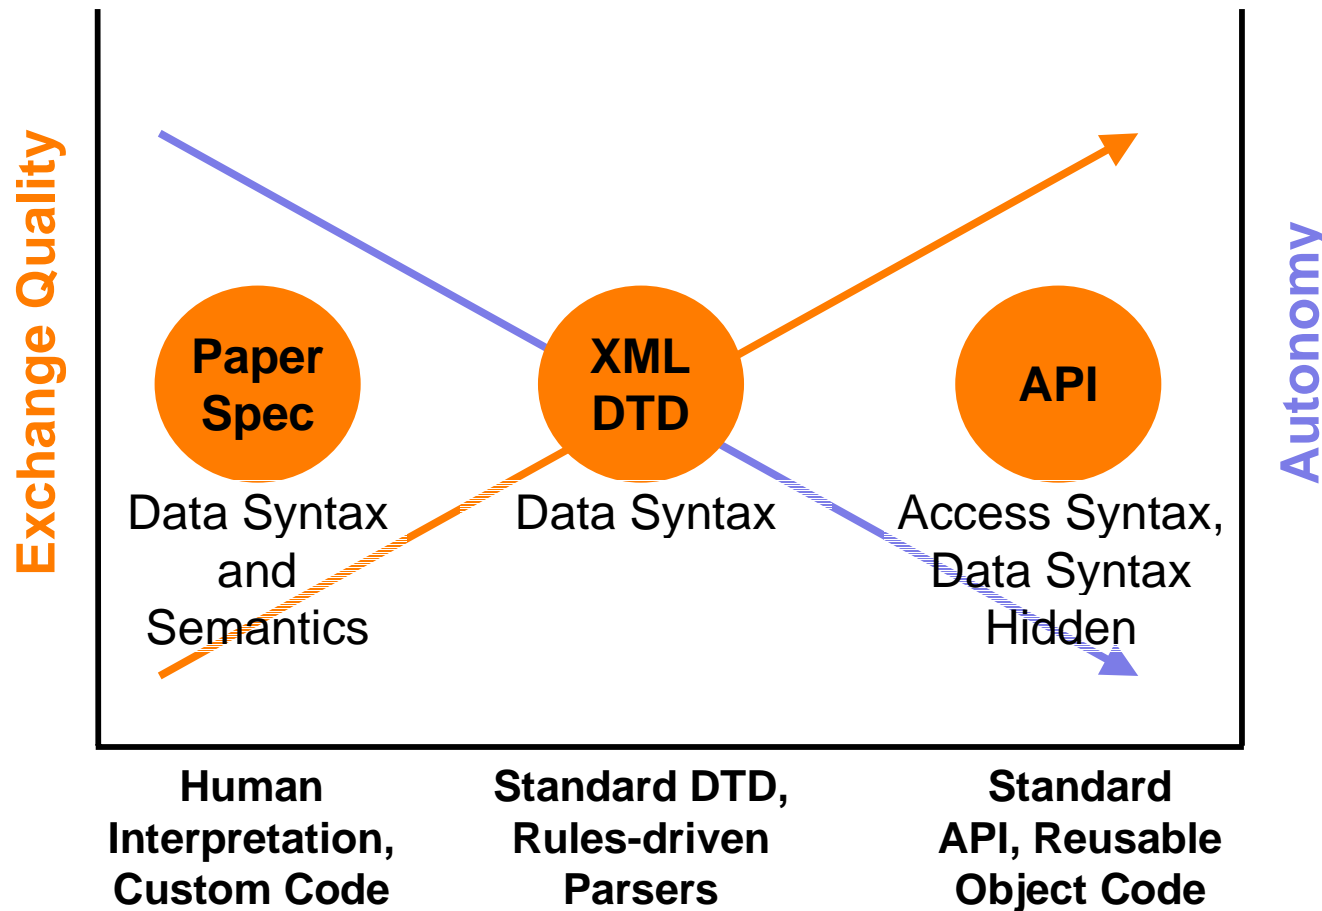 Exchange Quality
Paper
Spec
Data Syntax
and
Semantics
XML
DTD
Data Syntax
API
Access Syntax,
Data Syntax
Hidden
Autonomy
Human
Interpretation,
Custom Code
Standard DTD,
Rules-driven
Parsers
Standard
API, Reusable
Object Code